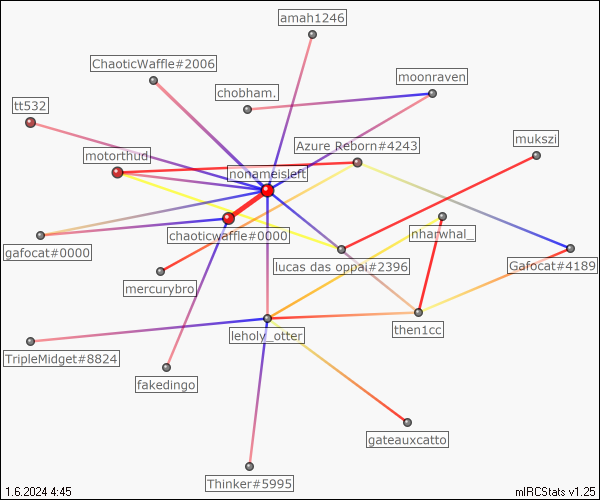 amah1246
ChaoticWaffle#2006
moonraven
chobham.
tt532
mukszi
Azure Reborn#4243
motorthud
nonameisleft
nharwhal_
chaoticwaffle#0000
gafocat#0000
lucas das oppai#2396
Gafocat#4189
mercurybro
then1cc
leholy_otter
TripleMidget#8824
fakedingo
gateauxcatto
Thinker#5995
1.6.2024 4:45
mIRCStats v1.25